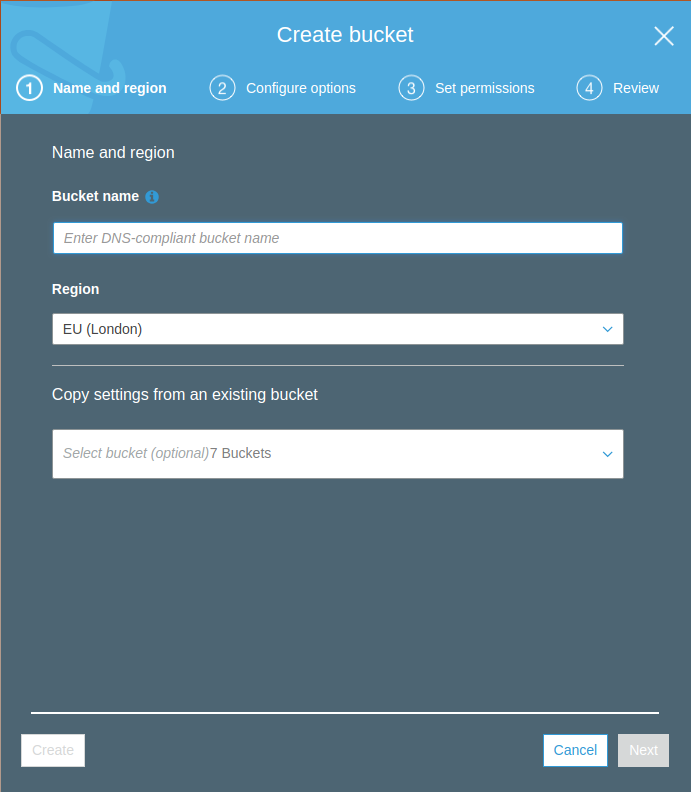 Create bucket
1 Name and region 2 Configure options 3 Set permissions 4 Review
Name and region
Bucket name
Enter DNS-compliant bucket name
Region
EU (London)
Copy settings from an existing bucket
Select bucket (optional)7 Buckets
Create Cancel Next